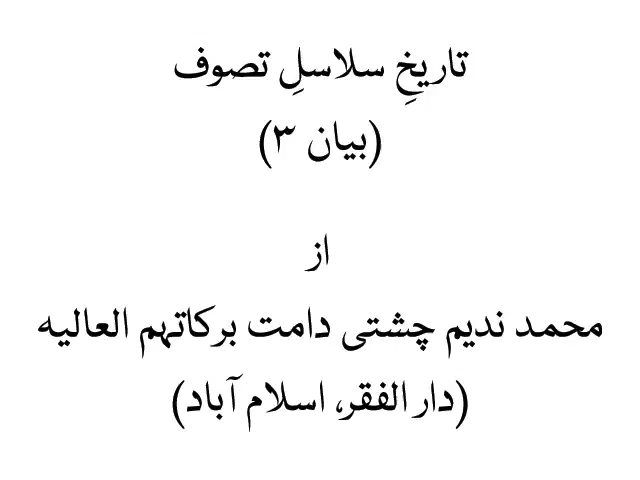 تاریخِ سلاسلِ تصوف
(بیان ۳)
از
محمد ندیم چشتی دامت برکاتہم العالیہ
(دار الفقر، اسلام آباد)